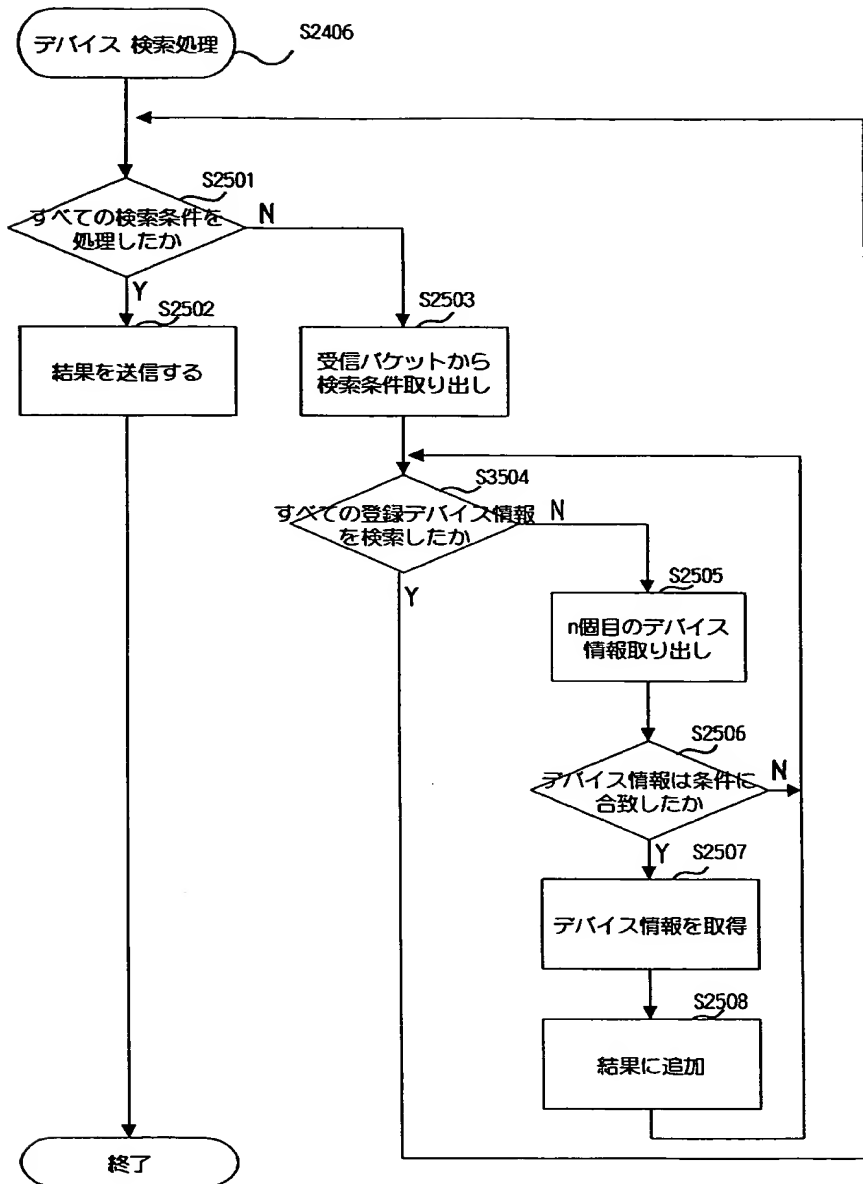 デバイス 検索処理
S2406
S2501
すべての検索条件を
処理したか
N
Y
S2502
結果を送信する
S2503
受信パケットから
検索条件取り出し
S3504
すべての登録デバイス情報
を検索したか
N
Y
S2505
n個目のデバイス
情報取り出し
S2506
デバイス情報は条件に
合致したか
N
Y
S2507
デバイス情報を取得
S2508
結果に追加
終了